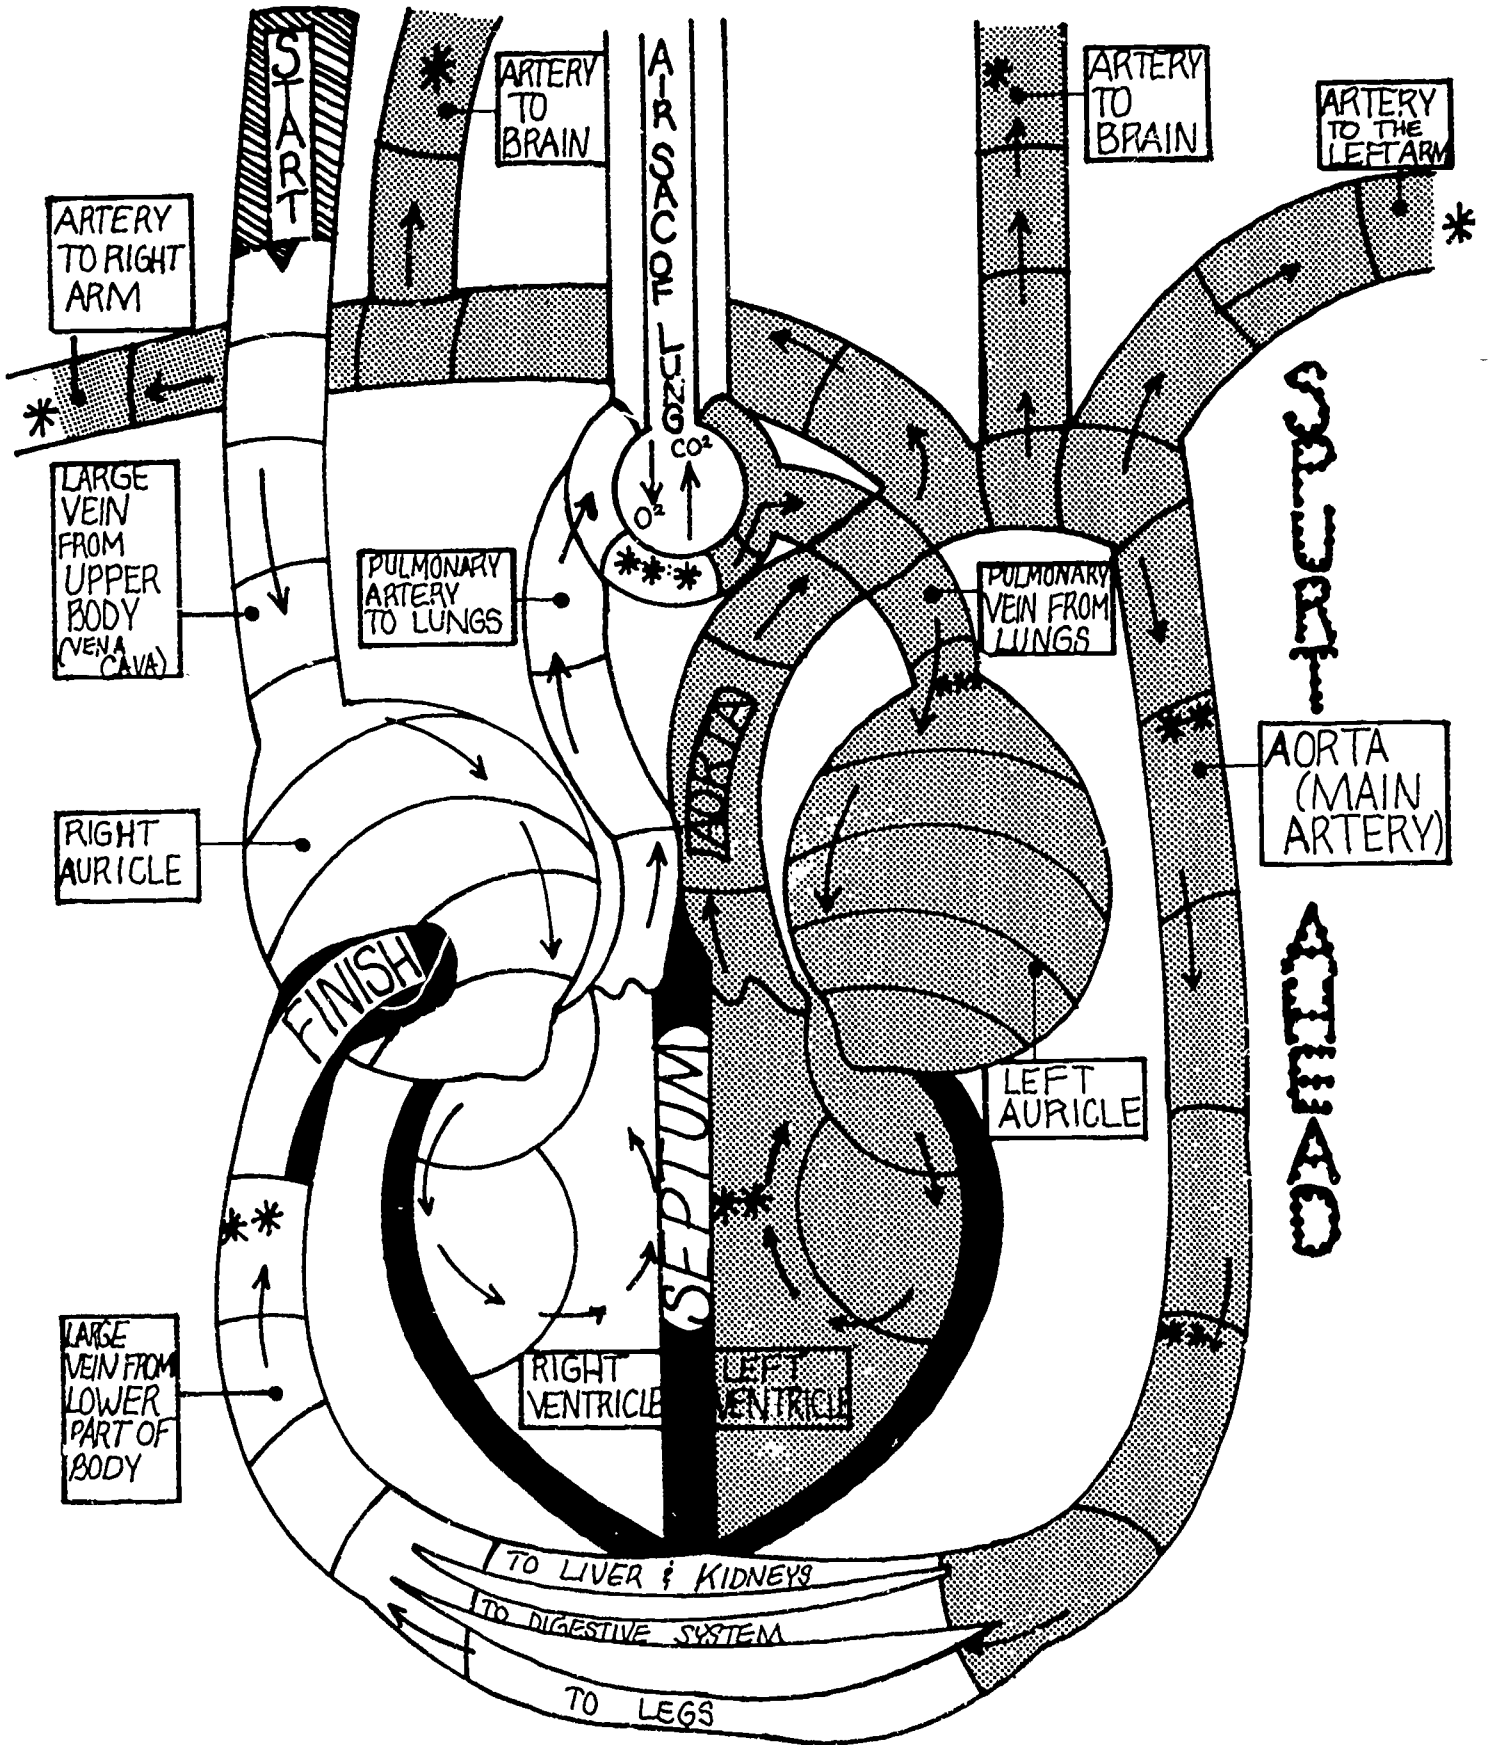 START
ARTERY
TO
BRAIN
AIR SAC OF LUNG
ARTERY
TO
BRAIN
ARTERY
TO THE
LEFT ARM
ARTERY
TO RIGHT
ARM
CO²
O²
LARGE
VEIN
FROM
UPPER
BODY
(VENA
CAVA)
PULMONARY
ARTERY
TO LUNGS
PULMONARY
VEIN FROM
LUNGS
SPURT
AHEAD
AORTA
AORTA
(MAIN
ARTERY)
RIGHT
AURICLE
FINISH
SEPTUM
LEFT
AURICLE
RIGHT
VENTRICLE
LEFT
VENTRICLE
LARGE
VEIN FROM
LOWER
PART OF
BODY
TO LIVER & KIDNEYS
TO DIGESTIVE SYSTEM
TO LEGS